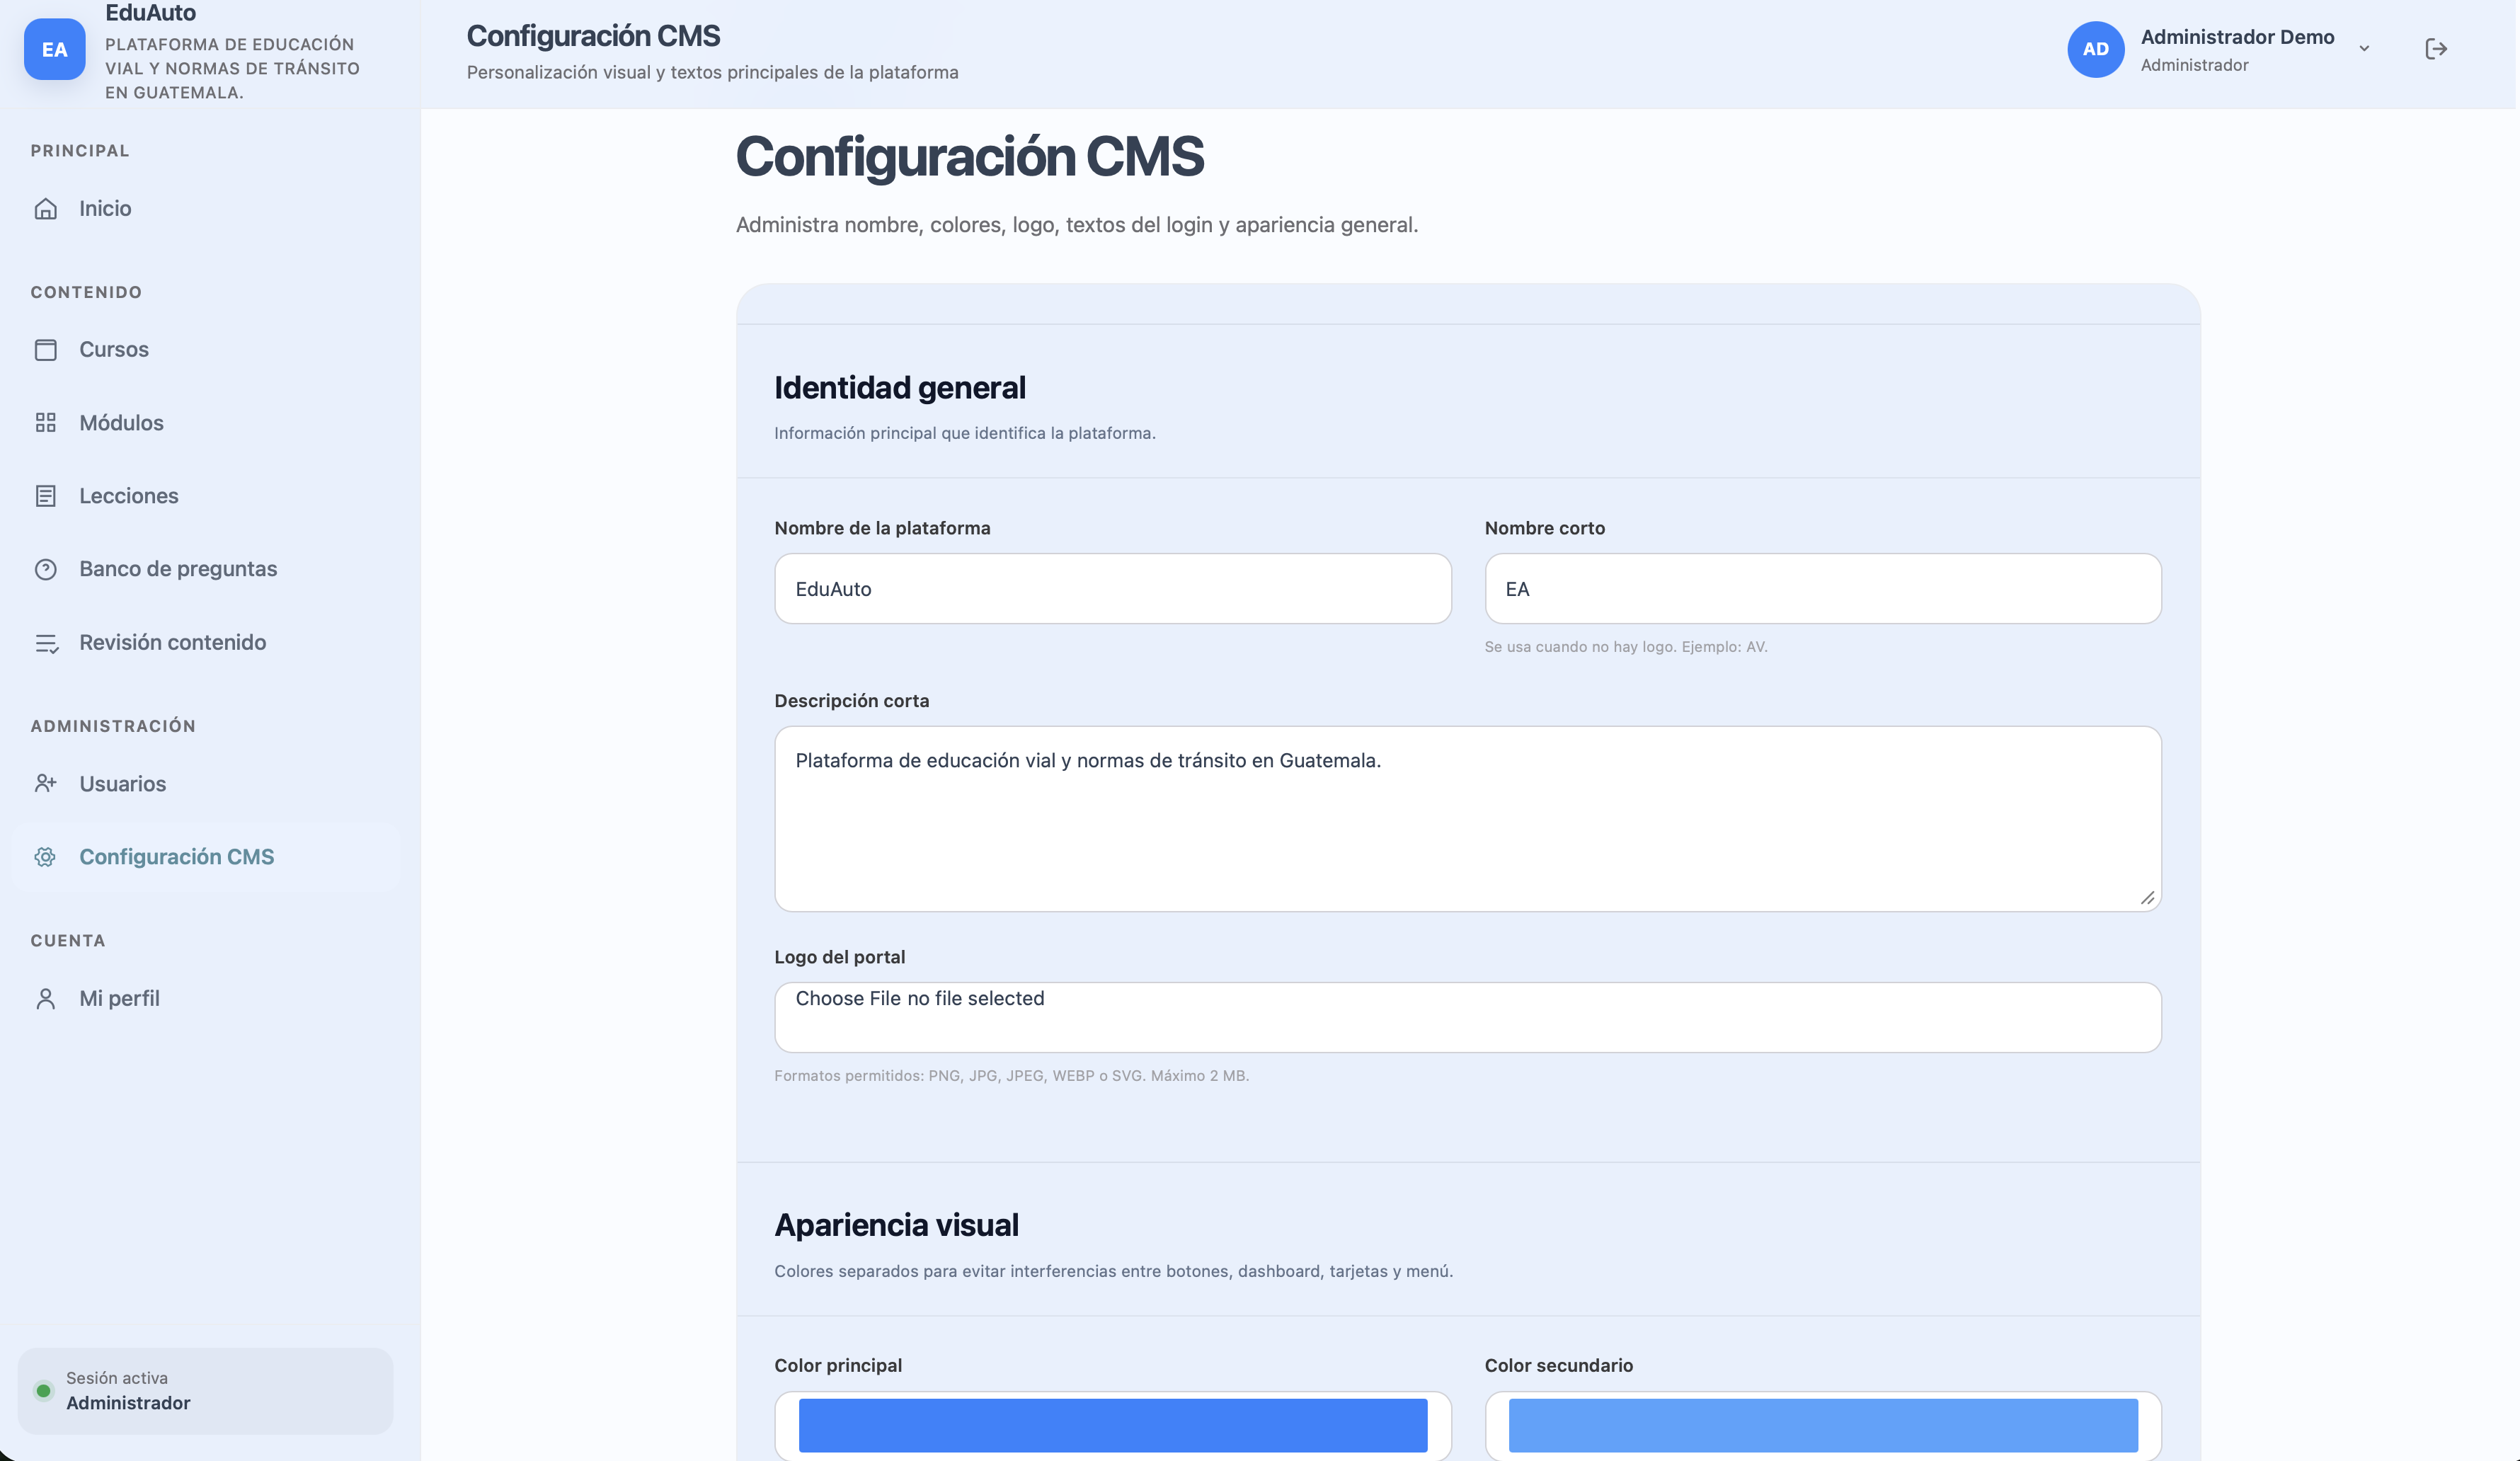 EA
EduAuto
PLATAFORMA DE EDUCACIÓN
VIAL Y NORMAS DE TRÁNSITO
EN GUATEMALA.
Configuración CMS
Personalización visual y textos principales de la plataforma
AD
Administrador Demo
Administrador
PRINCIPAL
Inicio
CONTENIDO
Cursos
Módulos
Lecciones
Banco de preguntas
Revisión contenido
ADMINISTRACIÓN
Usuarios
Configuración CMS
CUENTA
Mi perfil
Sesión activa
Administrador
Configuración CMS
Administra nombre, colores, logo, textos del login y apariencia general.
Identidad general
Información principal que identifica la plataforma.
Nombre de la plataforma
EduAuto
Nombre corto
EA
Se usa cuando no hay logo. Ejemplo: AV.
Descripción corta
Plataforma de educación vial y normas de tránsito en Guatemala.
Logo del portal
Choose File no file selected
Formatos permitidos: PNG, JPG, JPEG, WEBP o SVG. Máximo 2 MB.
Apariencia visual
Colores separados para evitar interferencias entre botones, dashboard, tarjetas y menú.
Color principal
Color secundario